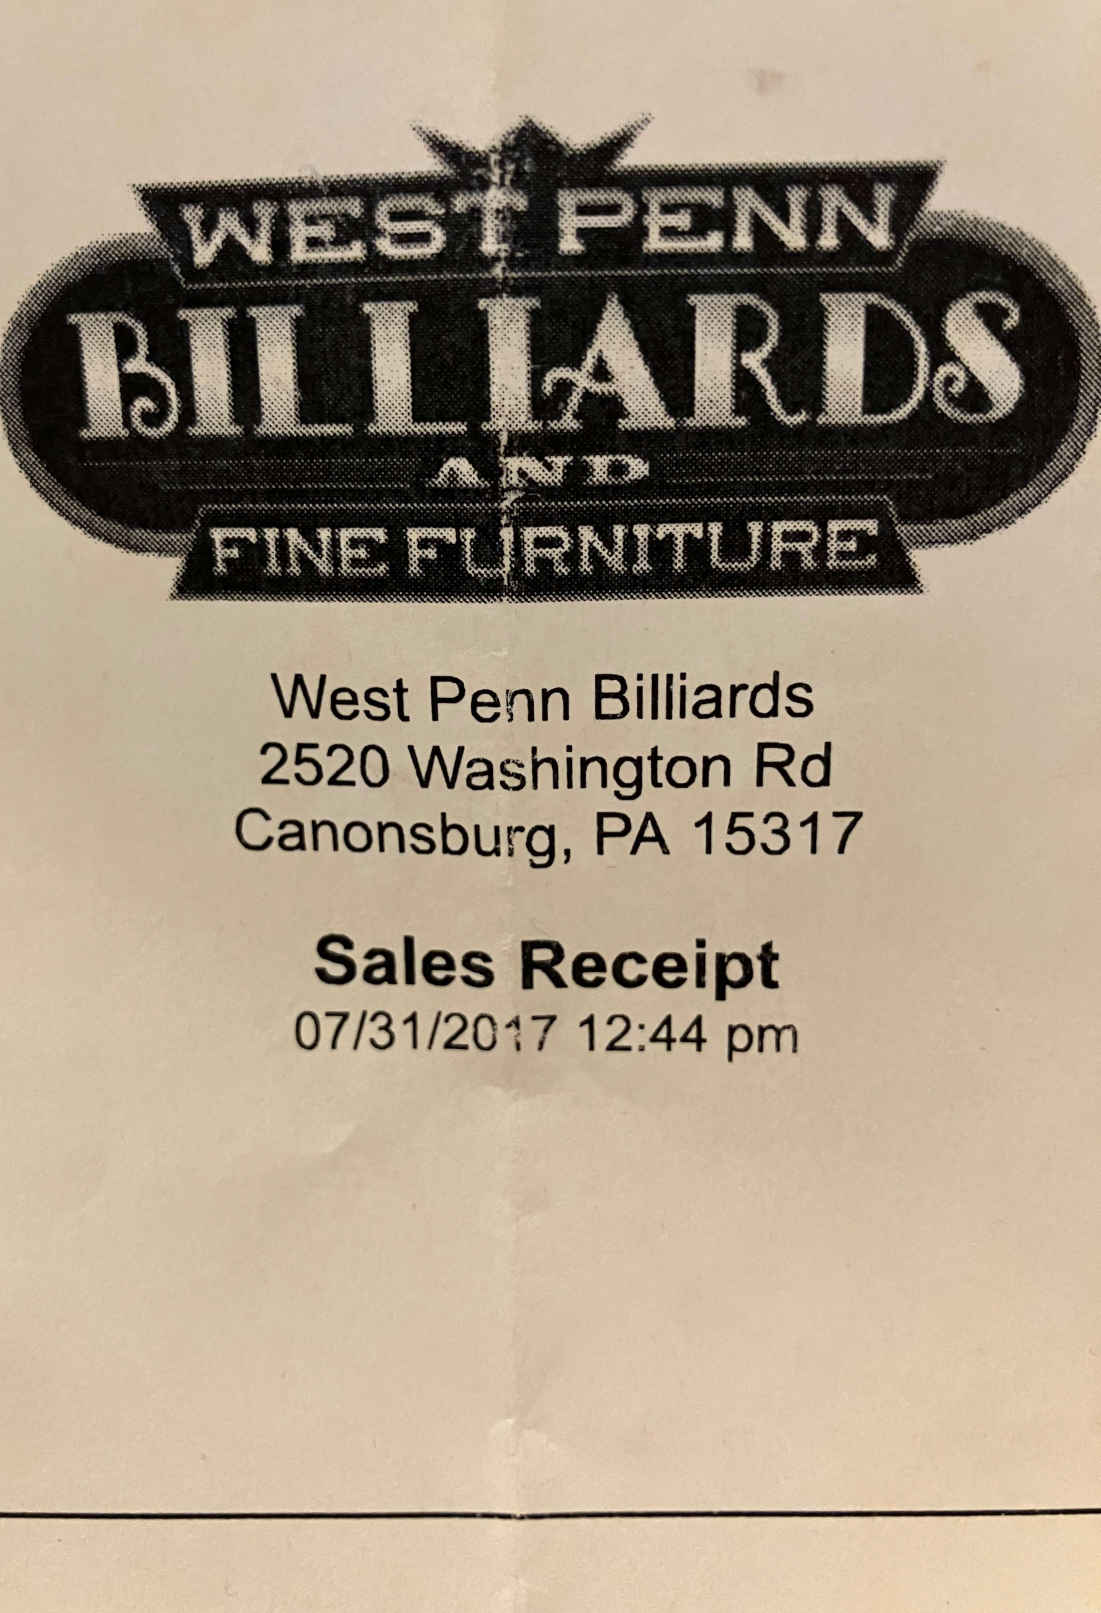 WEST PENN
BILLIARDS
AND
FINE FURNITURE
West Penn Billiards
2520 Washington Rd
Canonsburg, PA 15317
Sales Receipt
07/31/2017 12:44 pm